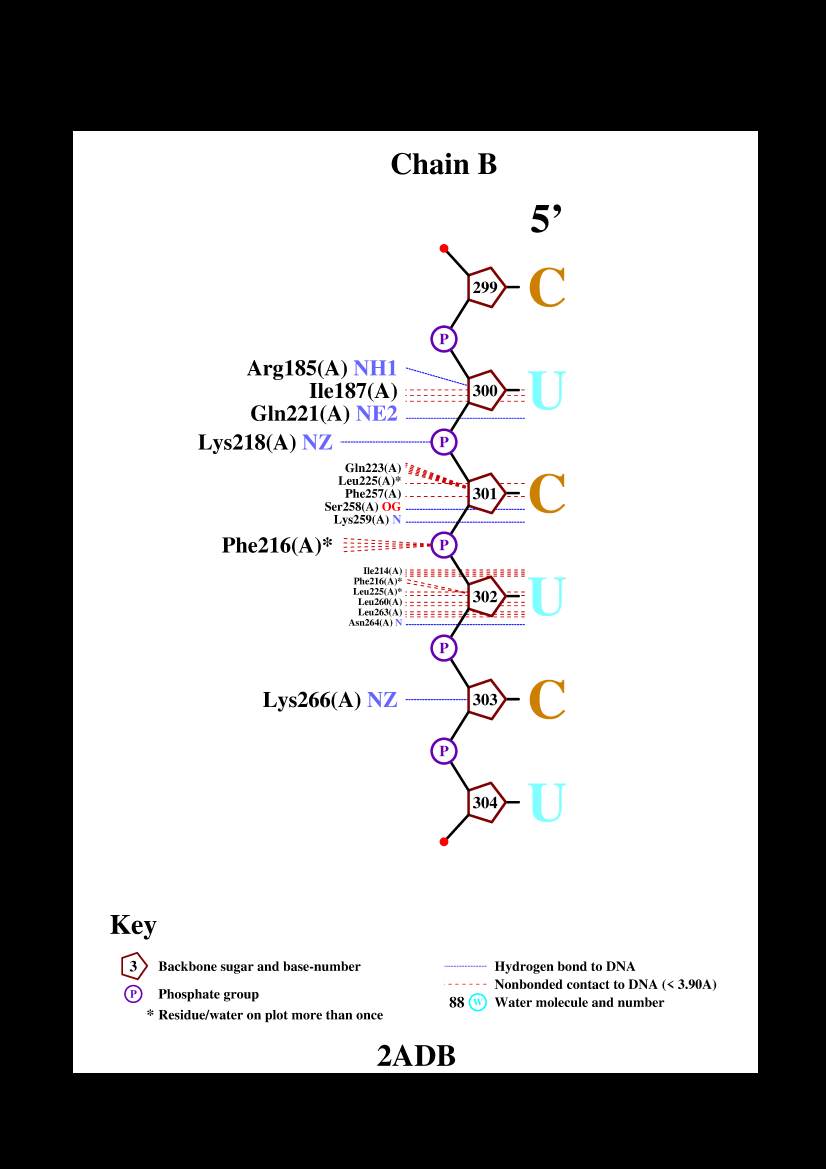 Chain B
5’
299 C
P
Arg185(A) NH1
Ile187(A)
300 U
Gln221(A) NE2
Lys218(A) NZ P
Gln223(A)
Leu225(A)*
Phe257(A)
301 C
Ser258(A) OG
Lys259(A) N
Phe216(A)* P
Ile214(A)
Phe216(A)*
Leu225(A)*
302 U
Leu260(A)
Leu263(A)
Asn264(A) N
P
Lys266(A) NZ 303 C
P
304 U
Key
3 Backbone sugar and base-number
P Phosphate group
* Residue/water on plot more than once
Hydrogen bond to DNA
Nonbonded contact to DNA (< 3.90A)
88 W Water molecule and number
2ADB